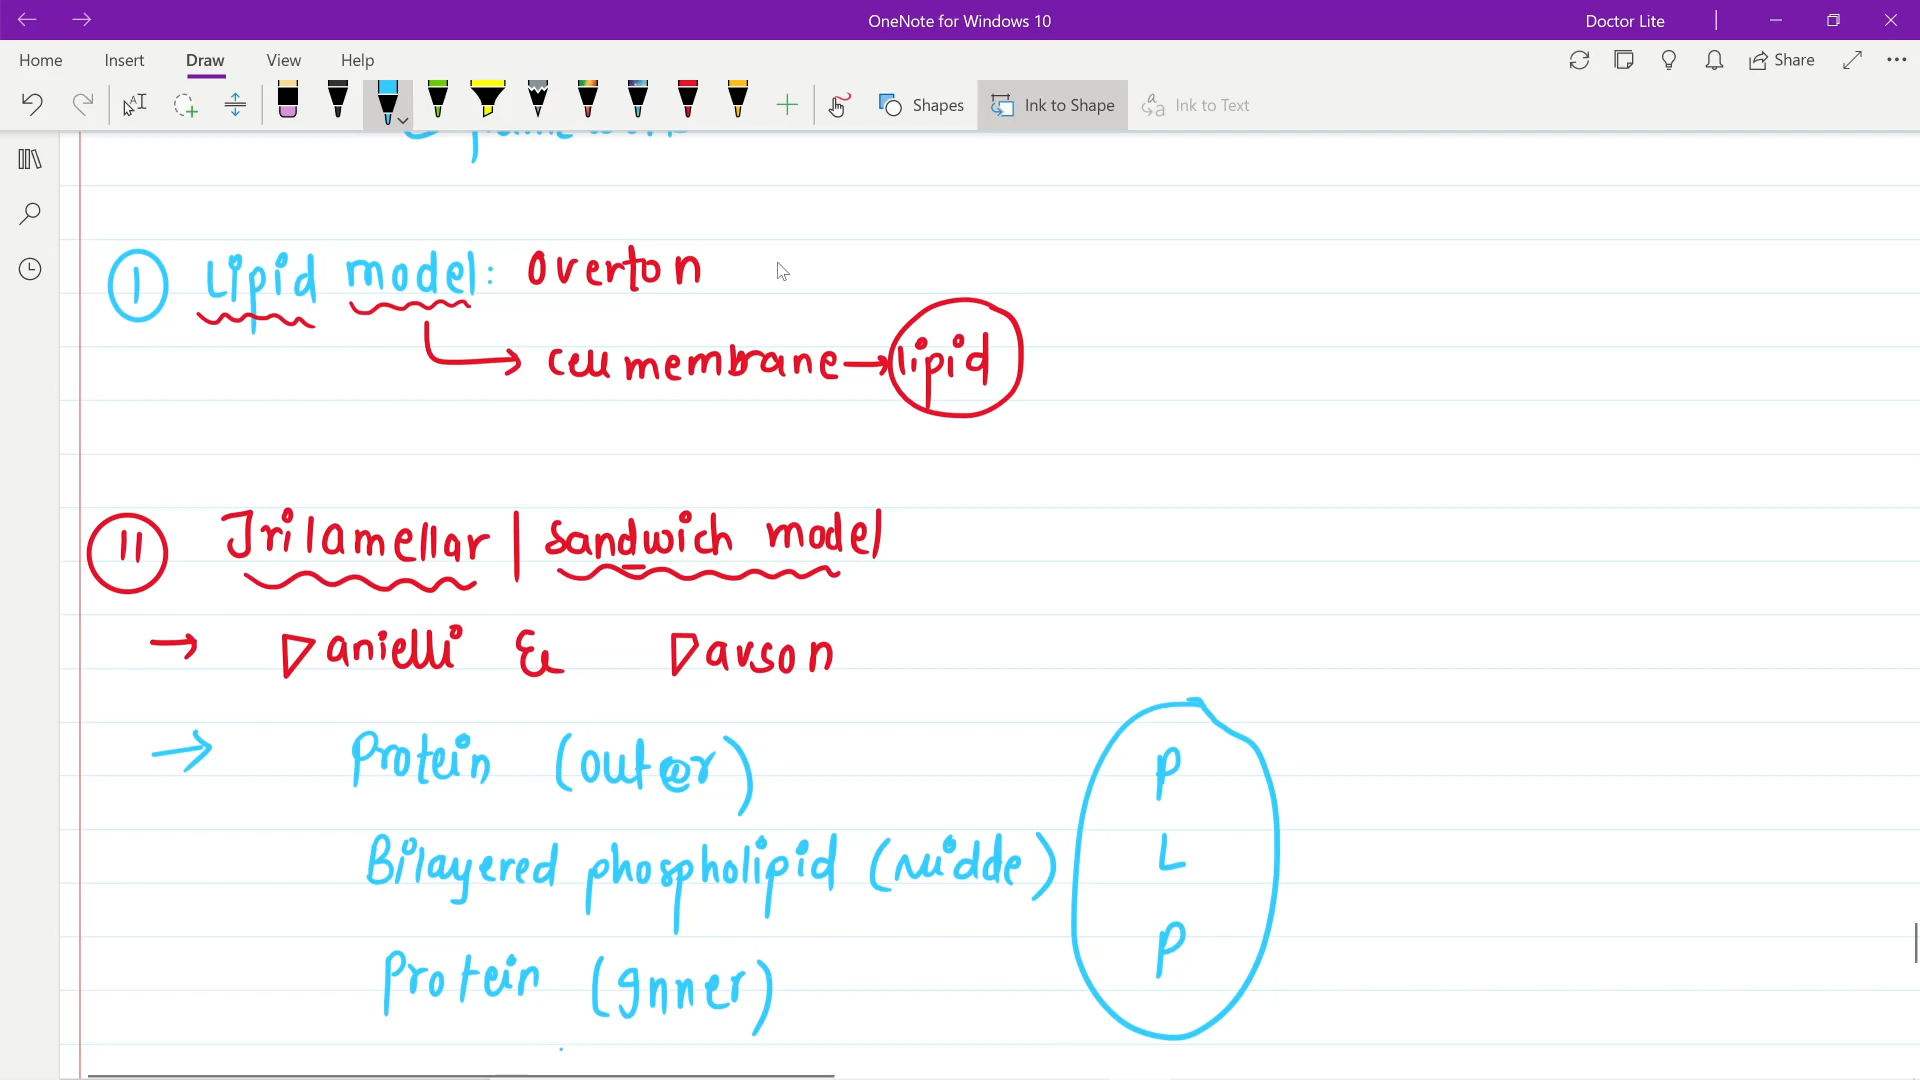 OneNote for Windows 10
Doctor Lite
Home Insert Draw View Help
Share
Shapes Ink to Shape Ink to Text
I Lipid model: Overton
cell membrane → lipid
II Trilamellar | sandwich model
→ Danielli & Davson
→ Protein (outer)
P
Bilayered phospholipid (Midde)
L
Protein (Inner)
P